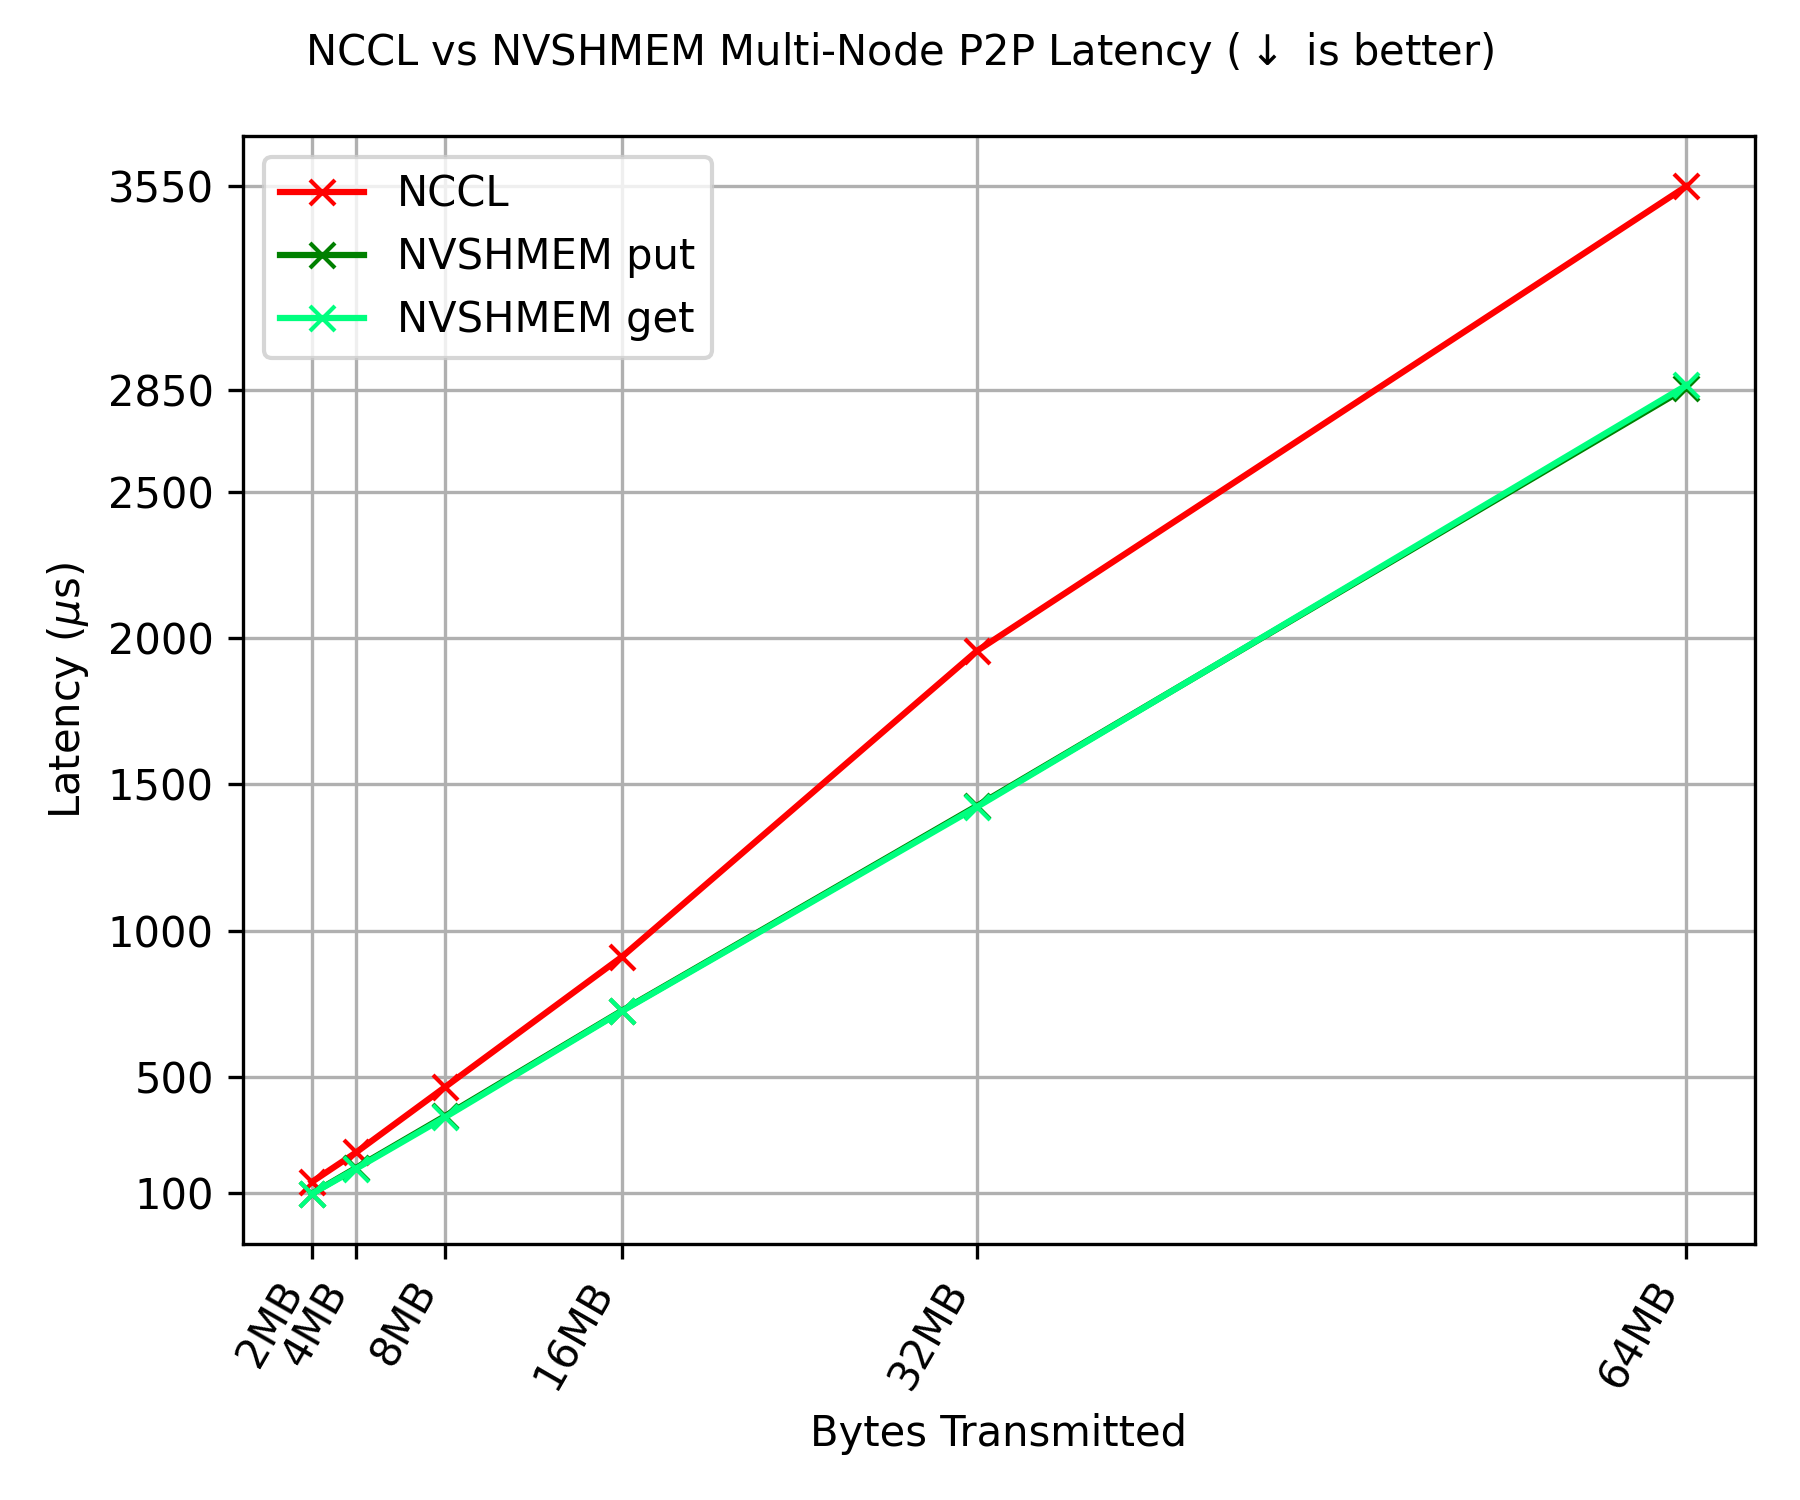 NCCL vs NVSHMEM Multi-Node P2P Latency (↓ is better)
NCCL
NVSHMEM put
NVSHMEM get
3550
2850
2500
2000
1500
1000
500
100
Latency (μs)
2MB
4MB
8MB
16MB
32MB
64MB
Bytes Transmitted